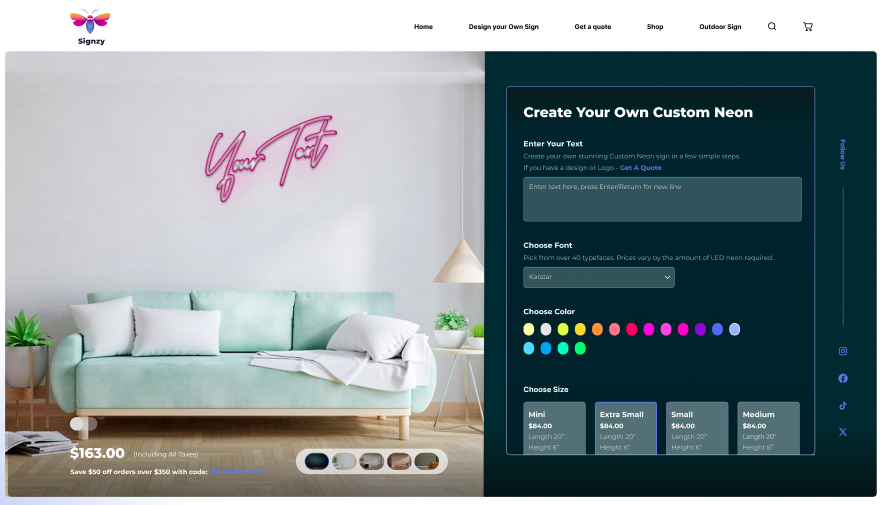 Signzy
Home
Design your Own Sign
Get a quote
Shop
Outdoor Sign
Your Text
$163.00 (Including All Taxes)
Save $50 off orders over $350 with code:
Create Your Own Custom Neon
Enter Your Text
Create your own stunning Custom Neon sign in a few simple steps.
If you have a design or Logo - Get A Quote
Enter text here, press Enter/Return for new line
Choose Font
Pick from over 40 typefaces. Prices vary by the amount of LED neon required.
Karstar
Choose Color
Choose Size
Mini
$84.00
Length 20"
Height 6"
Extra Small
$84.00
Length 20"
Height 6"
Small
$84.00
Length 20"
Height 6"
Medium
$84.00
Length 20"
Height 6"
Follow Us